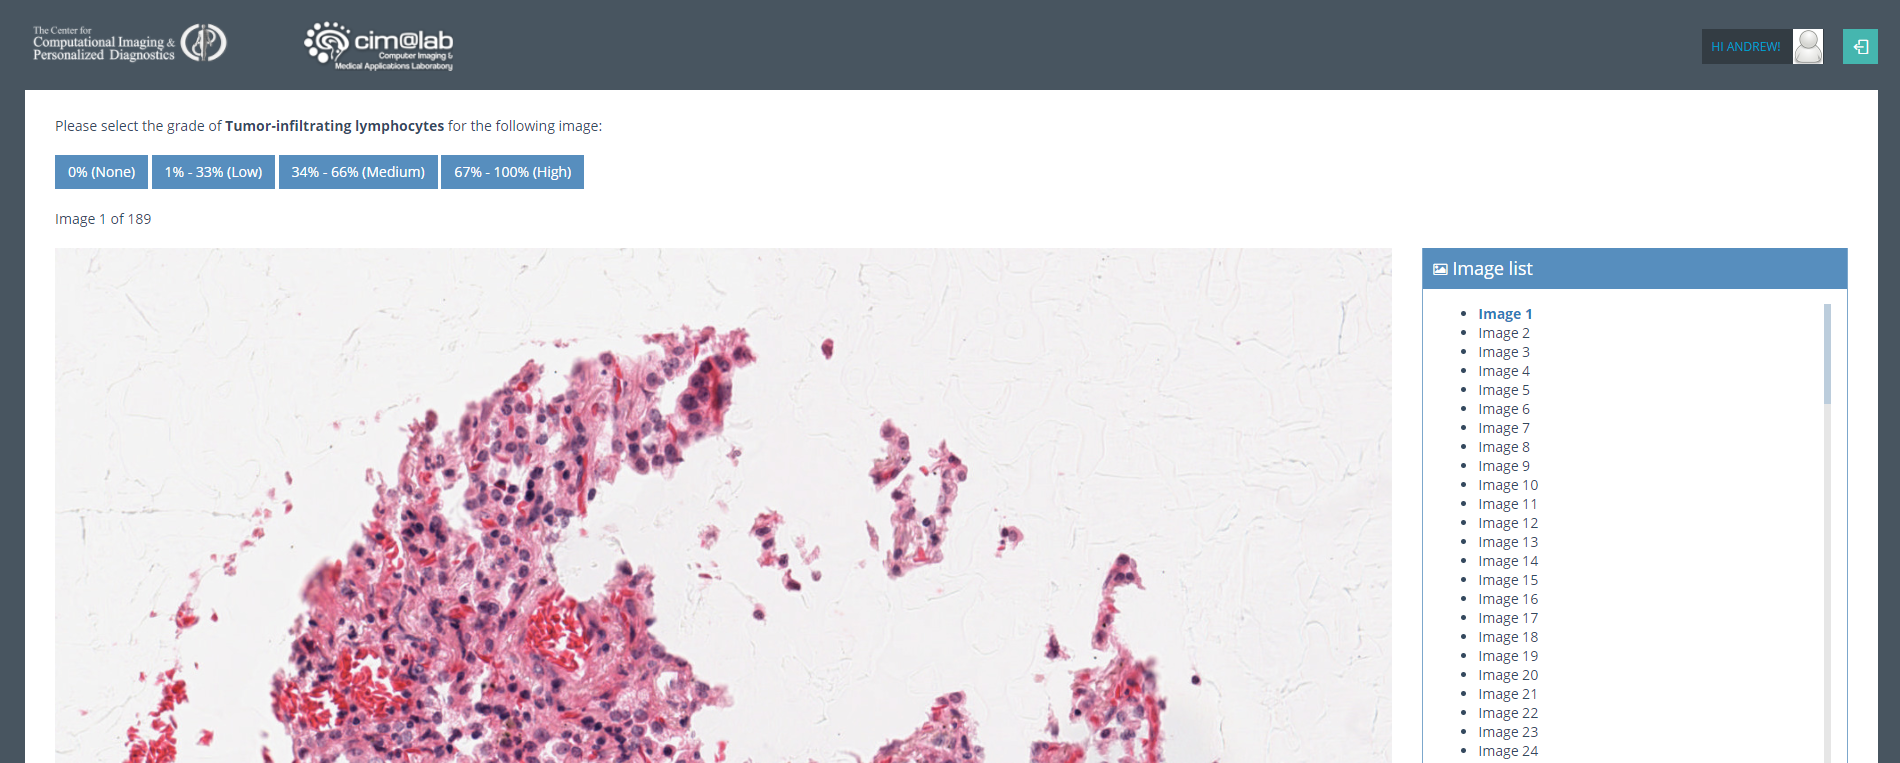 The Center for
Computational Imaging &
Personalized Diagnostics
cim@lab
Computer Imaging &
Medical Applications Laboratory
HI ANDREW!
Please select the grade of Tumor-infiltrating lymphocytes for the following image:
0% (None)
1% - 33% (Low)
34% - 66% (Medium)
67% - 100% (High)
Image 1 of 189
Image list
Image 1
Image 2
Image 3
Image 4
Image 5
Image 6
Image 7
Image 8
Image 9
Image 10
Image 11
Image 12
Image 13
Image 14
Image 15
Image 16
Image 17
Image 18
Image 19
Image 20
Image 21
Image 22
Image 23
Image 24